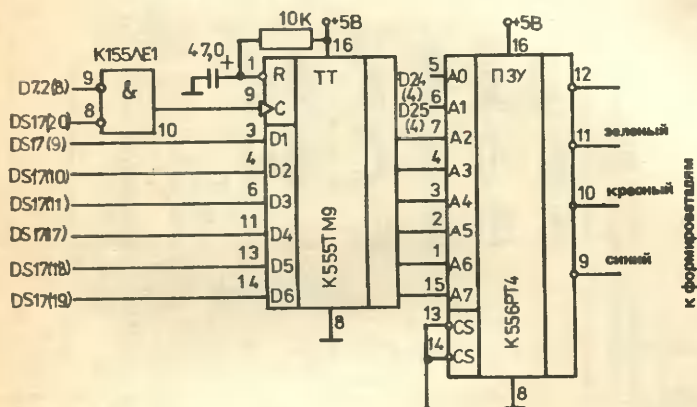 10К
+5В
16
47,0
+
К155ЛЕ1
9
&
8
10
D7.2(8)
DS17(20)
DS17(9)
DS17(10)
DS17(11)
DS17(17)
DS17(18)
DS17(19)
1
R
9
C
3
D1
4
D2
6
D3
11
D4
13
D5
14
D6
ТТ
К555ТМ9
8
+5В
16
D24
(4)
D25
(4)
5
A0
6
A1
7
A2
4
A3
3
A4
2
A5
1
A6
15
A7
13
CS
14
CS
ПЗУ
К556РТ4
8
12
11
зеленый
10
красный
9
синий
к формирователям